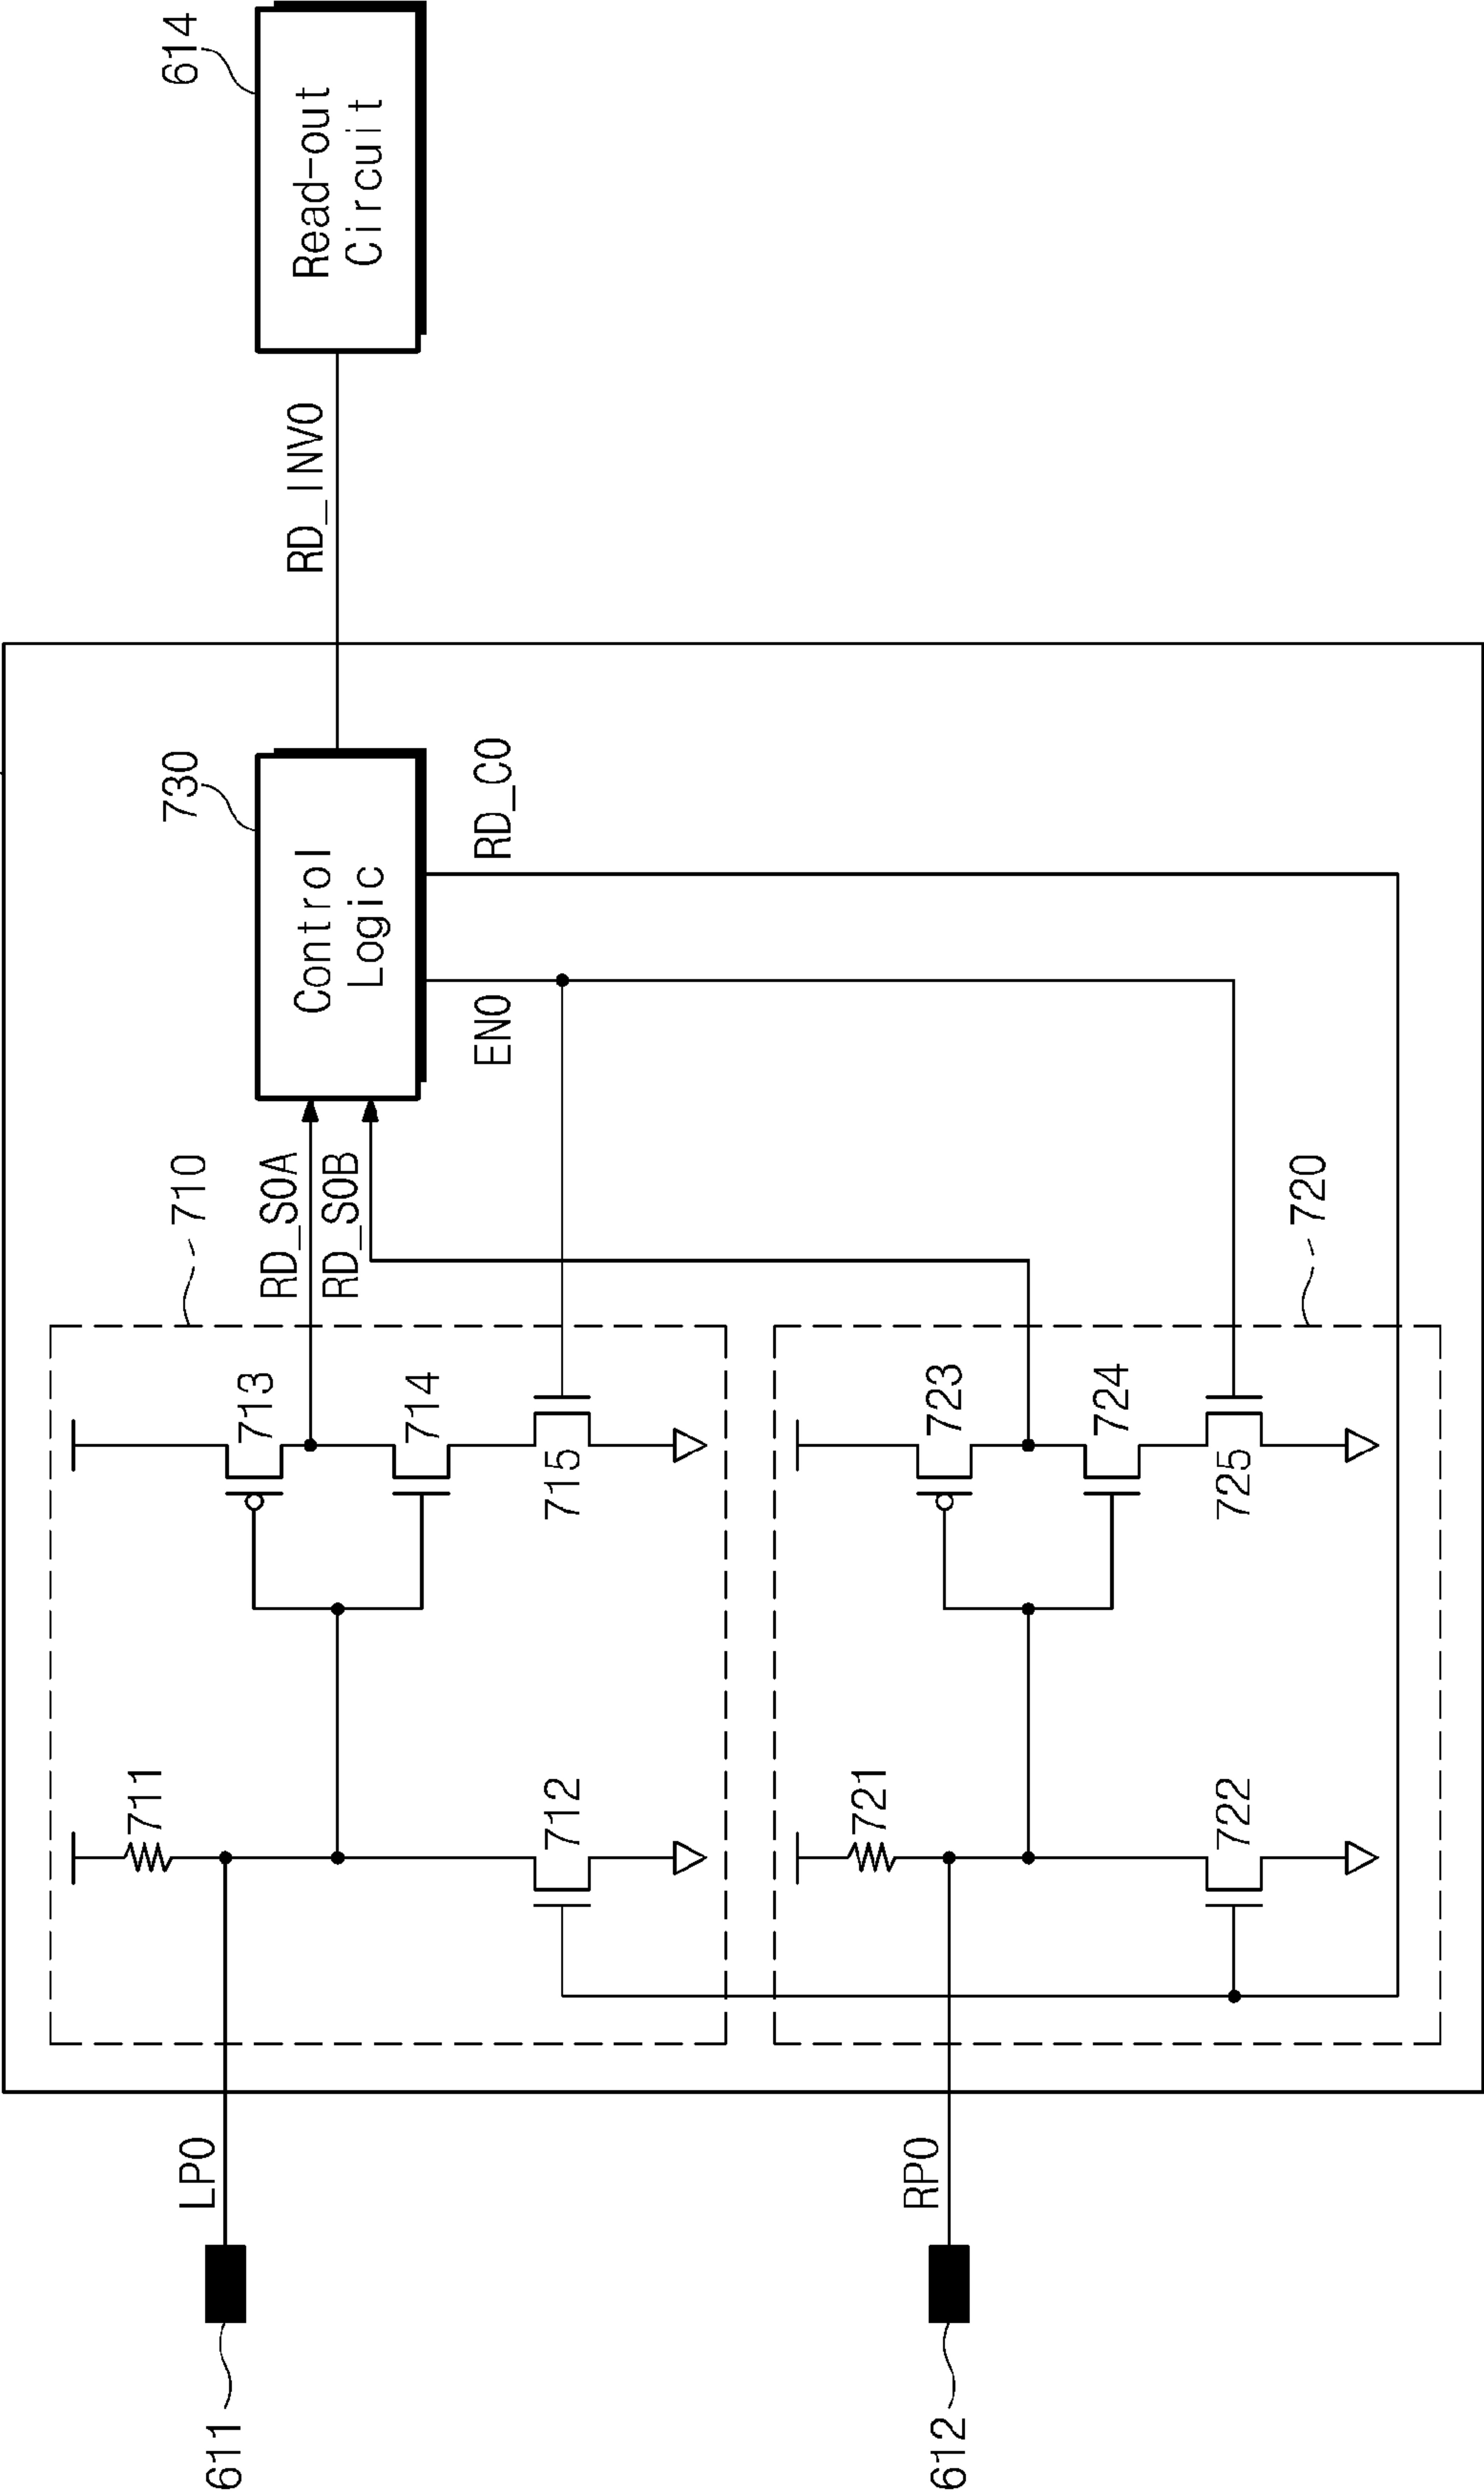 611
LP0
711
712
713
714
715
710
RD_S0A
RD_S0B
730
Control
Logic
EN0
RD_C0
RD_INV0
614
Read-out
Circuit
612
RP0
721
722
723
724
725
720